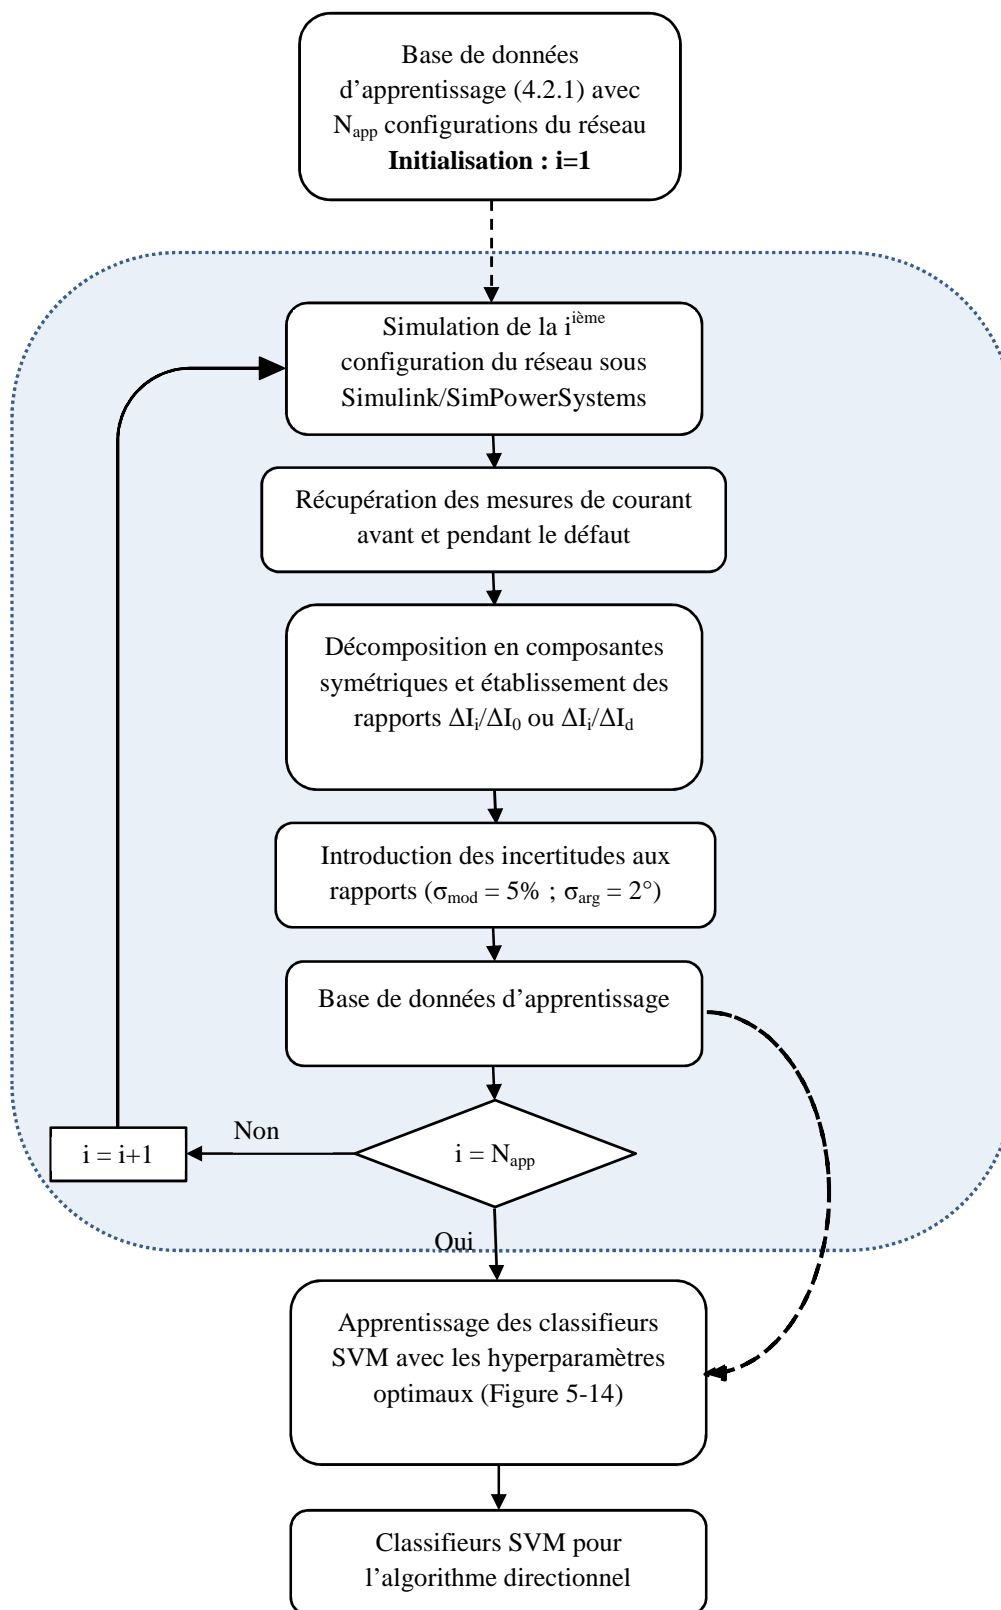 Base de données
d’apprentissage (4.2.1) avec
Napp configurations du réseau
Initialisation : i=1
Simulation de la iième
configuration du réseau sous
Simulink/SimPowerSystems
Récupération des mesures de courant
avant et pendant le défaut
Décomposition en composantes
symétriques et établissement des
rapports ΔIi/ΔI0 ou ΔIi/ΔId
Introduction des incertitudes aux
rapports (σmod = 5% ; σarg = 2°)
Base de données d’apprentissage
i = Napp
Non
i = i+1
Oui
Apprentissage des classifieurs
SVM avec les hyperparamètres
optimaux (Figure 5-14)
Classifieurs SVM pour
l’algorithme directionnel